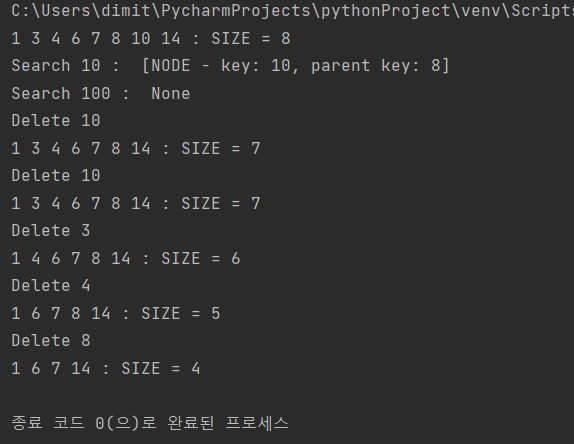 C:\Users\dimit\PycharmProjects\pythonProject\venv\Scripts
1 3 4 6 7 8 10 14 : SIZE = 8
Search 10 :  [NODE - key: 10, parent key: 8]
Search 100 :  None
Delete 10
1 3 4 6 7 8 14 : SIZE = 7
Delete 10
1 3 4 6 7 8 14 : SIZE = 7
Delete 3
1 4 6 7 8 14 : SIZE = 6
Delete 4
1 6 7 8 14 : SIZE = 5
Delete 8
1 6 7 14 : SIZE = 4
종료 코드 0(으)로 완료된 프로세스